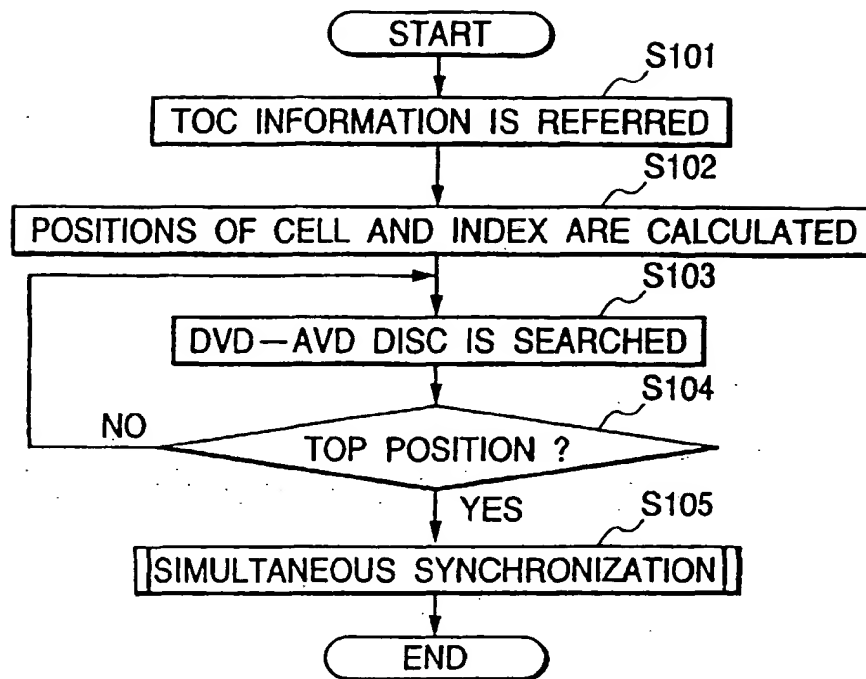 START
S101
TOC INFORMATION IS REFERRED
S102
POSITIONS OF CELL AND INDEX ARE CALCULATED
S103
DVD-AVD DISC IS SEARCHED
S104
NO
TOP POSITION ?
YES
S105
SIMULTANEOUS SYNCHRONIZATION
END